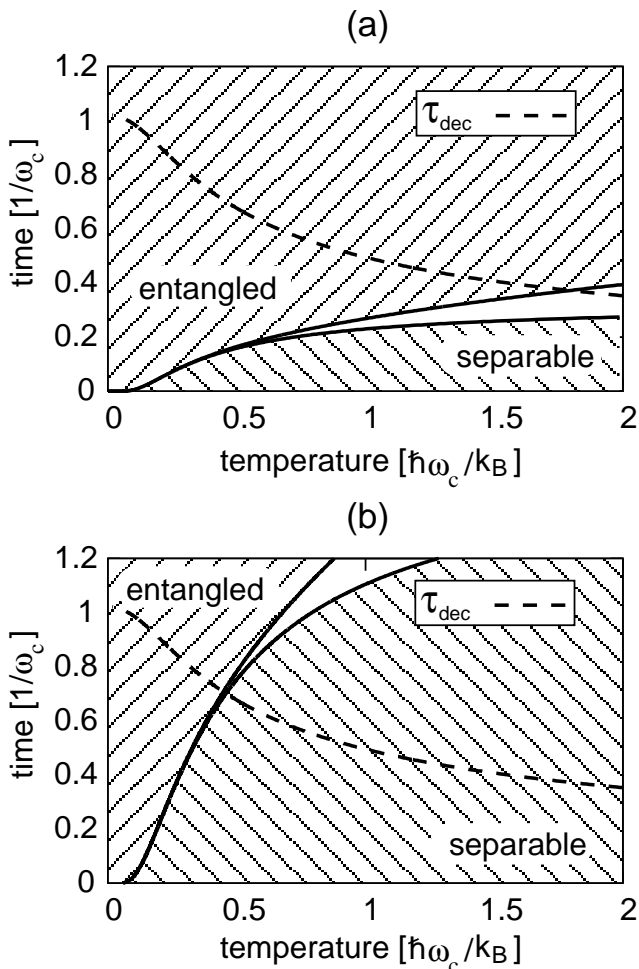 (a)
1.2
1
0.8
0.6
0.4
0.2
0
time [1/ω_c]
τ_dec
entangled
separable
0 0.5 1 1.5 2
temperature [ħω_c/k_B]
(b)
1.2
1
0.8
0.6
0.4
0.2
0
time [1/ω_c]
entangled
τ_dec
separable
0 0.5 1 1.5 2
temperature [ħω_c/k_B]